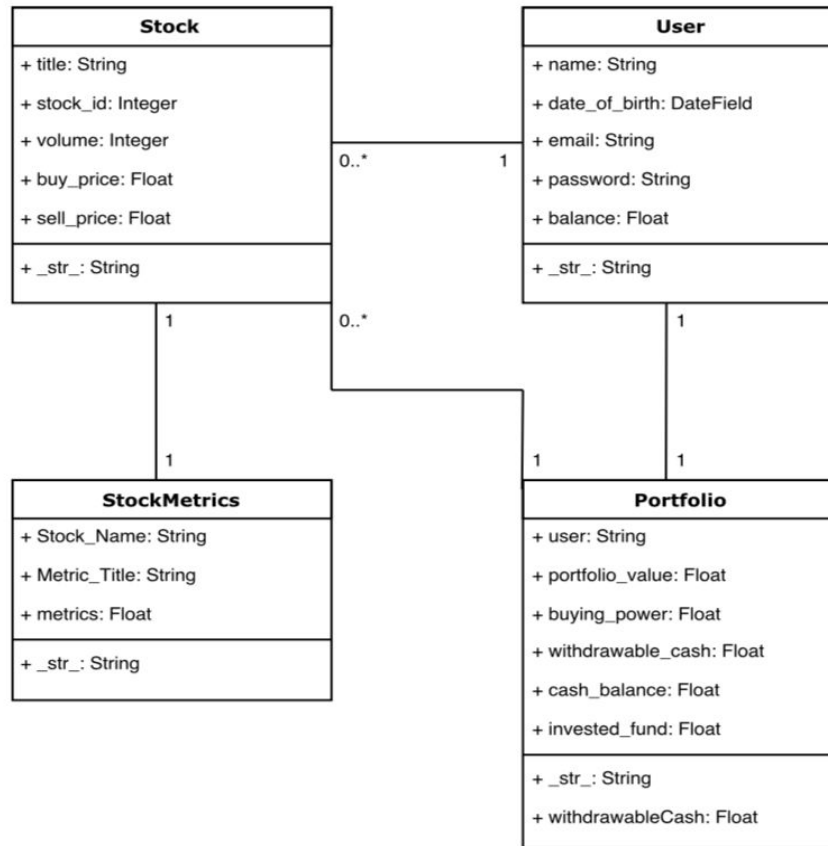 Stock
+ title: String
+ stock_id: Integer
+ volume: Integer
+ buy_price: Float
+ sell_price: Float
+ _str_: String
User
+ name: String
+ date_of_birth: DateField
+ email: String
+ password: String
+ balance: Float
+ _str_: String
0..*
1
1
0..*
1
1
1
1
StockMetrics
+ Stock_Name: String
+ Metric_Title: String
+ metrics: Float
+ _str_: String
Portfolio
+ user: String
+ portfolio_value: Float
+ buying_power: Float
+ withdrawable_cash: Float
+ cash_balance: Float
+ invested_fund: Float
+ _str_: String
+ withdrawableCash: Float